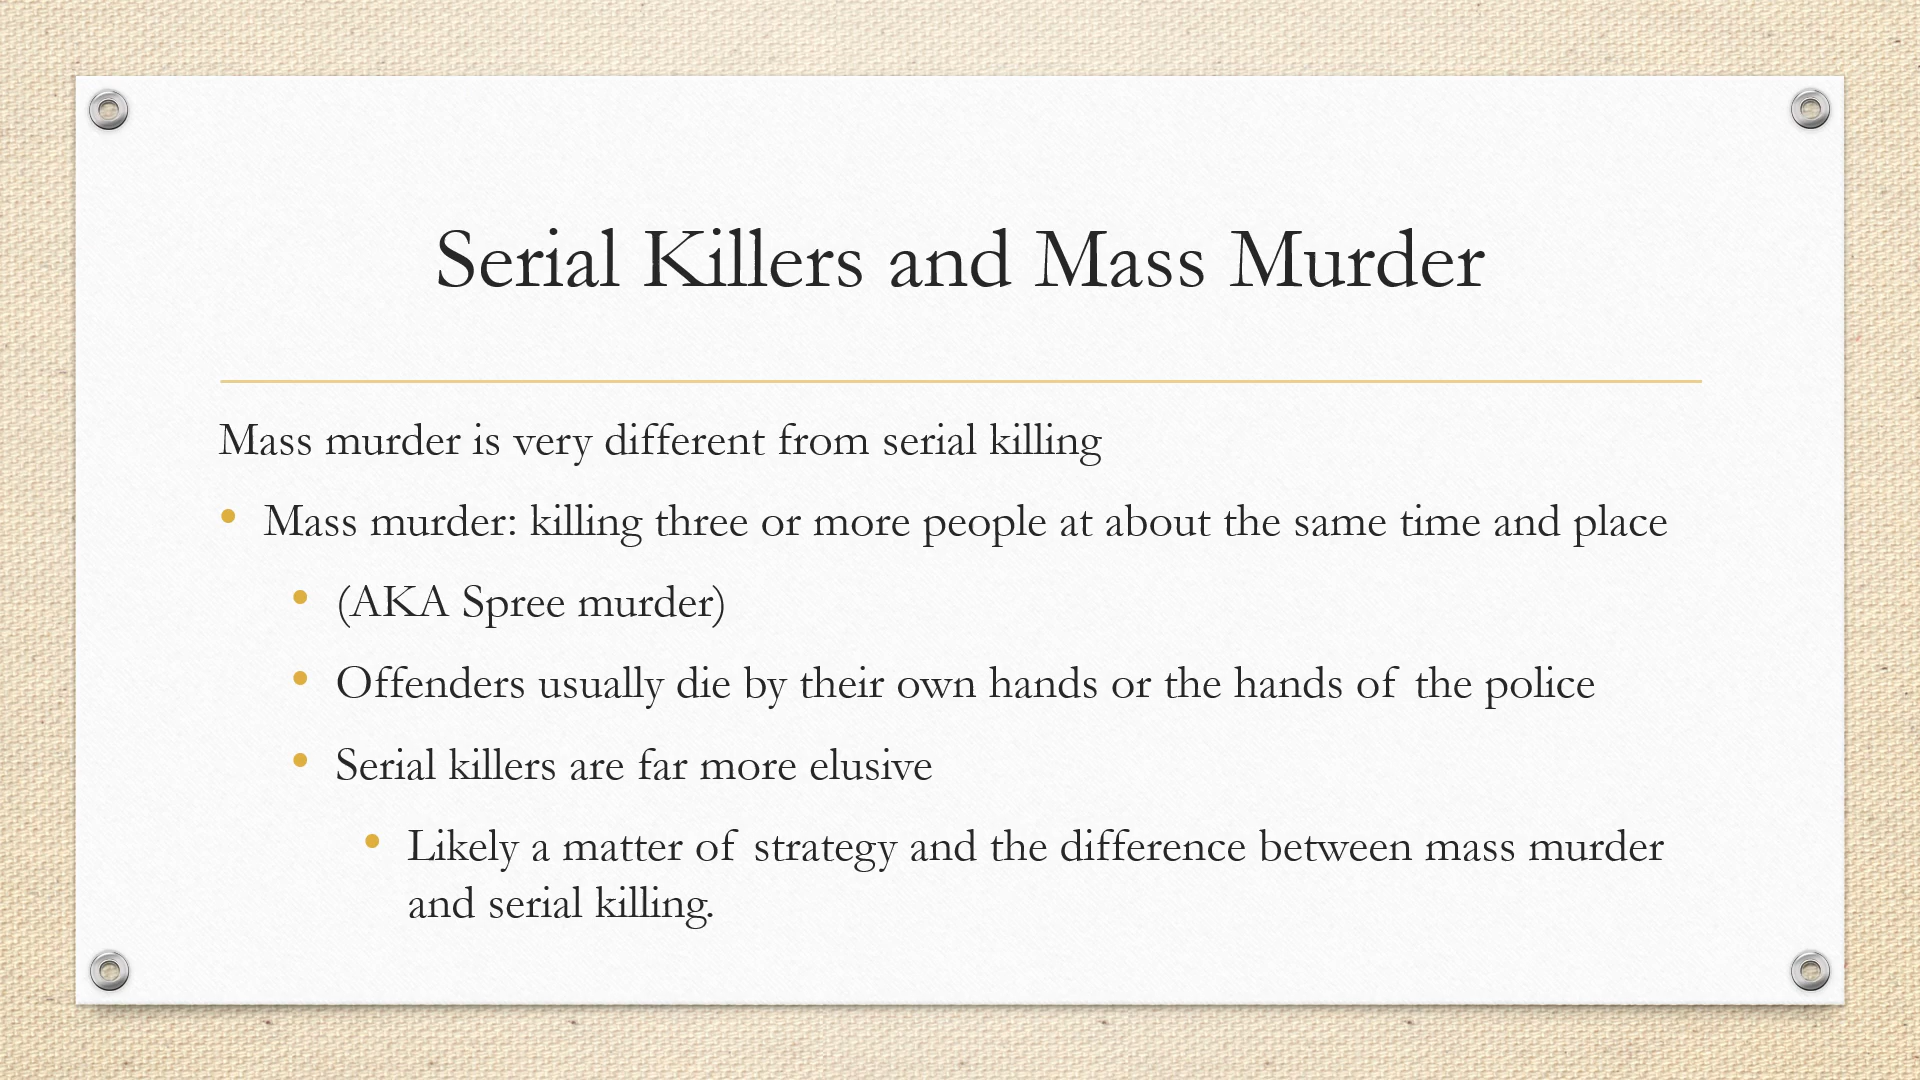 Serial Killers and Mass Murder
Mass murder is very different from serial killing
• Mass murder: killing three or more people at about the same time and place
• (AKA Spree murder)
• Offenders usually die by their own hands or the hands of the police
• Serial killers are far more elusive
• Likely a matter of strategy and the difference between mass murder
and serial killing.